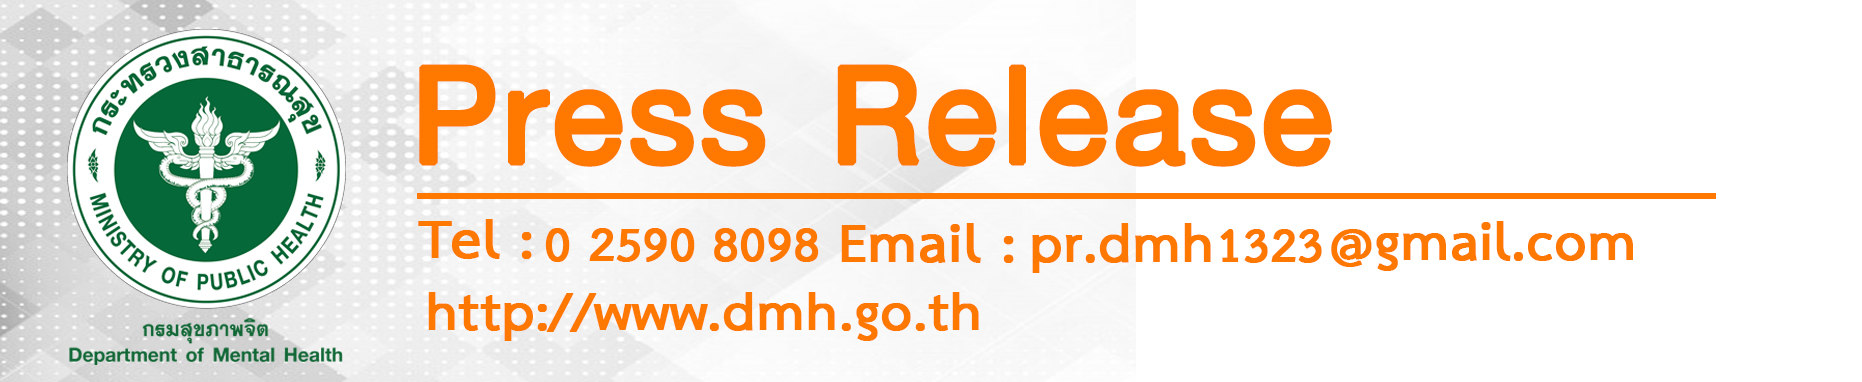 กระทรวงสาธารณสุข
MINISTRY OF PUBLIC HEALTH
กรมสุขภาพจิต
Department of Mental Health
Press Release
Tel : 0 2590 8098 Email : pr.dmh1323@gmail.com
http://www.dmh.go.th